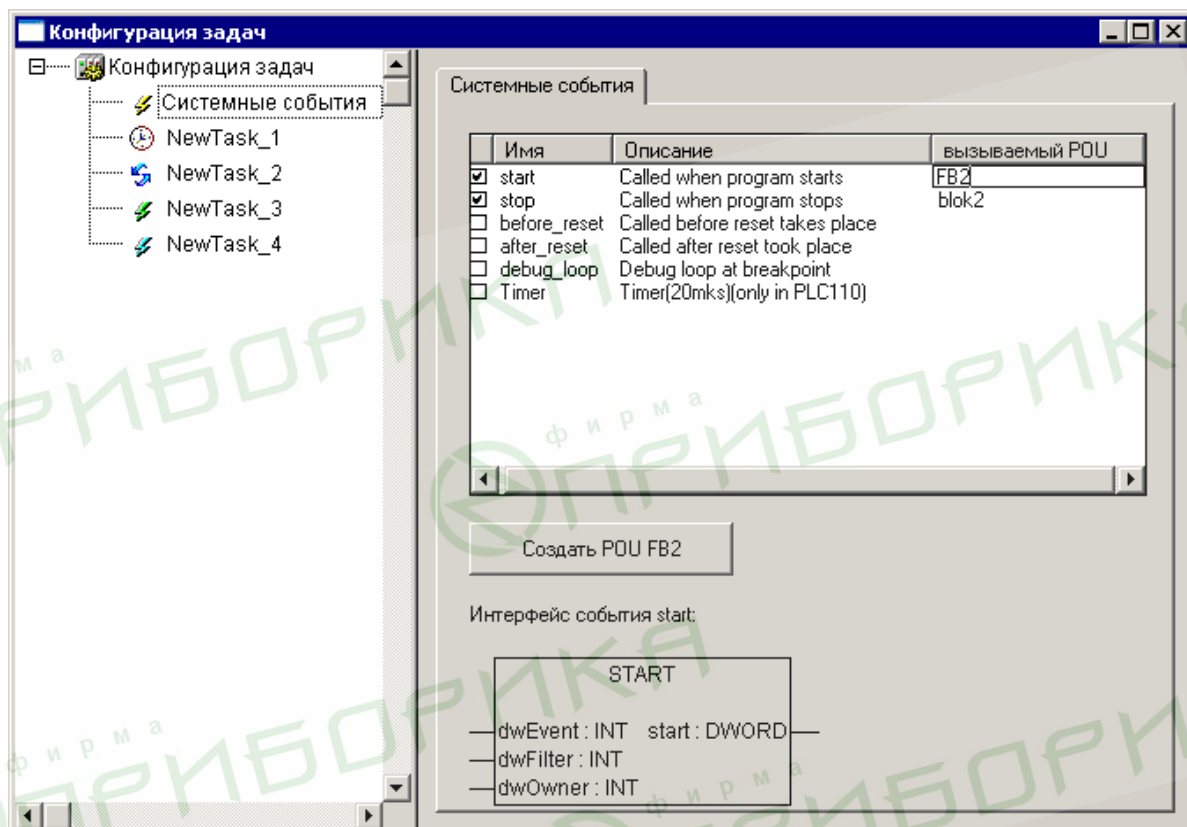 Конфигурация задач
Конфигурация задач
Системные события
NewTask_1
NewTask_2
NewTask_3
NewTask_4
Системные события
Имя Описание вызываемый POU
start Called when program starts FB2
stop Called when program stops blok2
before_reset Called before reset takes place
after_reset Called after reset took place
debug_loop Debug loop at breakpoint
Timer Timer(20mks)(only in PLC110)
Создать POU FB2
Интерфейс события start:
START
dwEvent : INT start : DWORD
dwFilter : INT
dwOwner : INT
фирма
ПРИБОРИКА